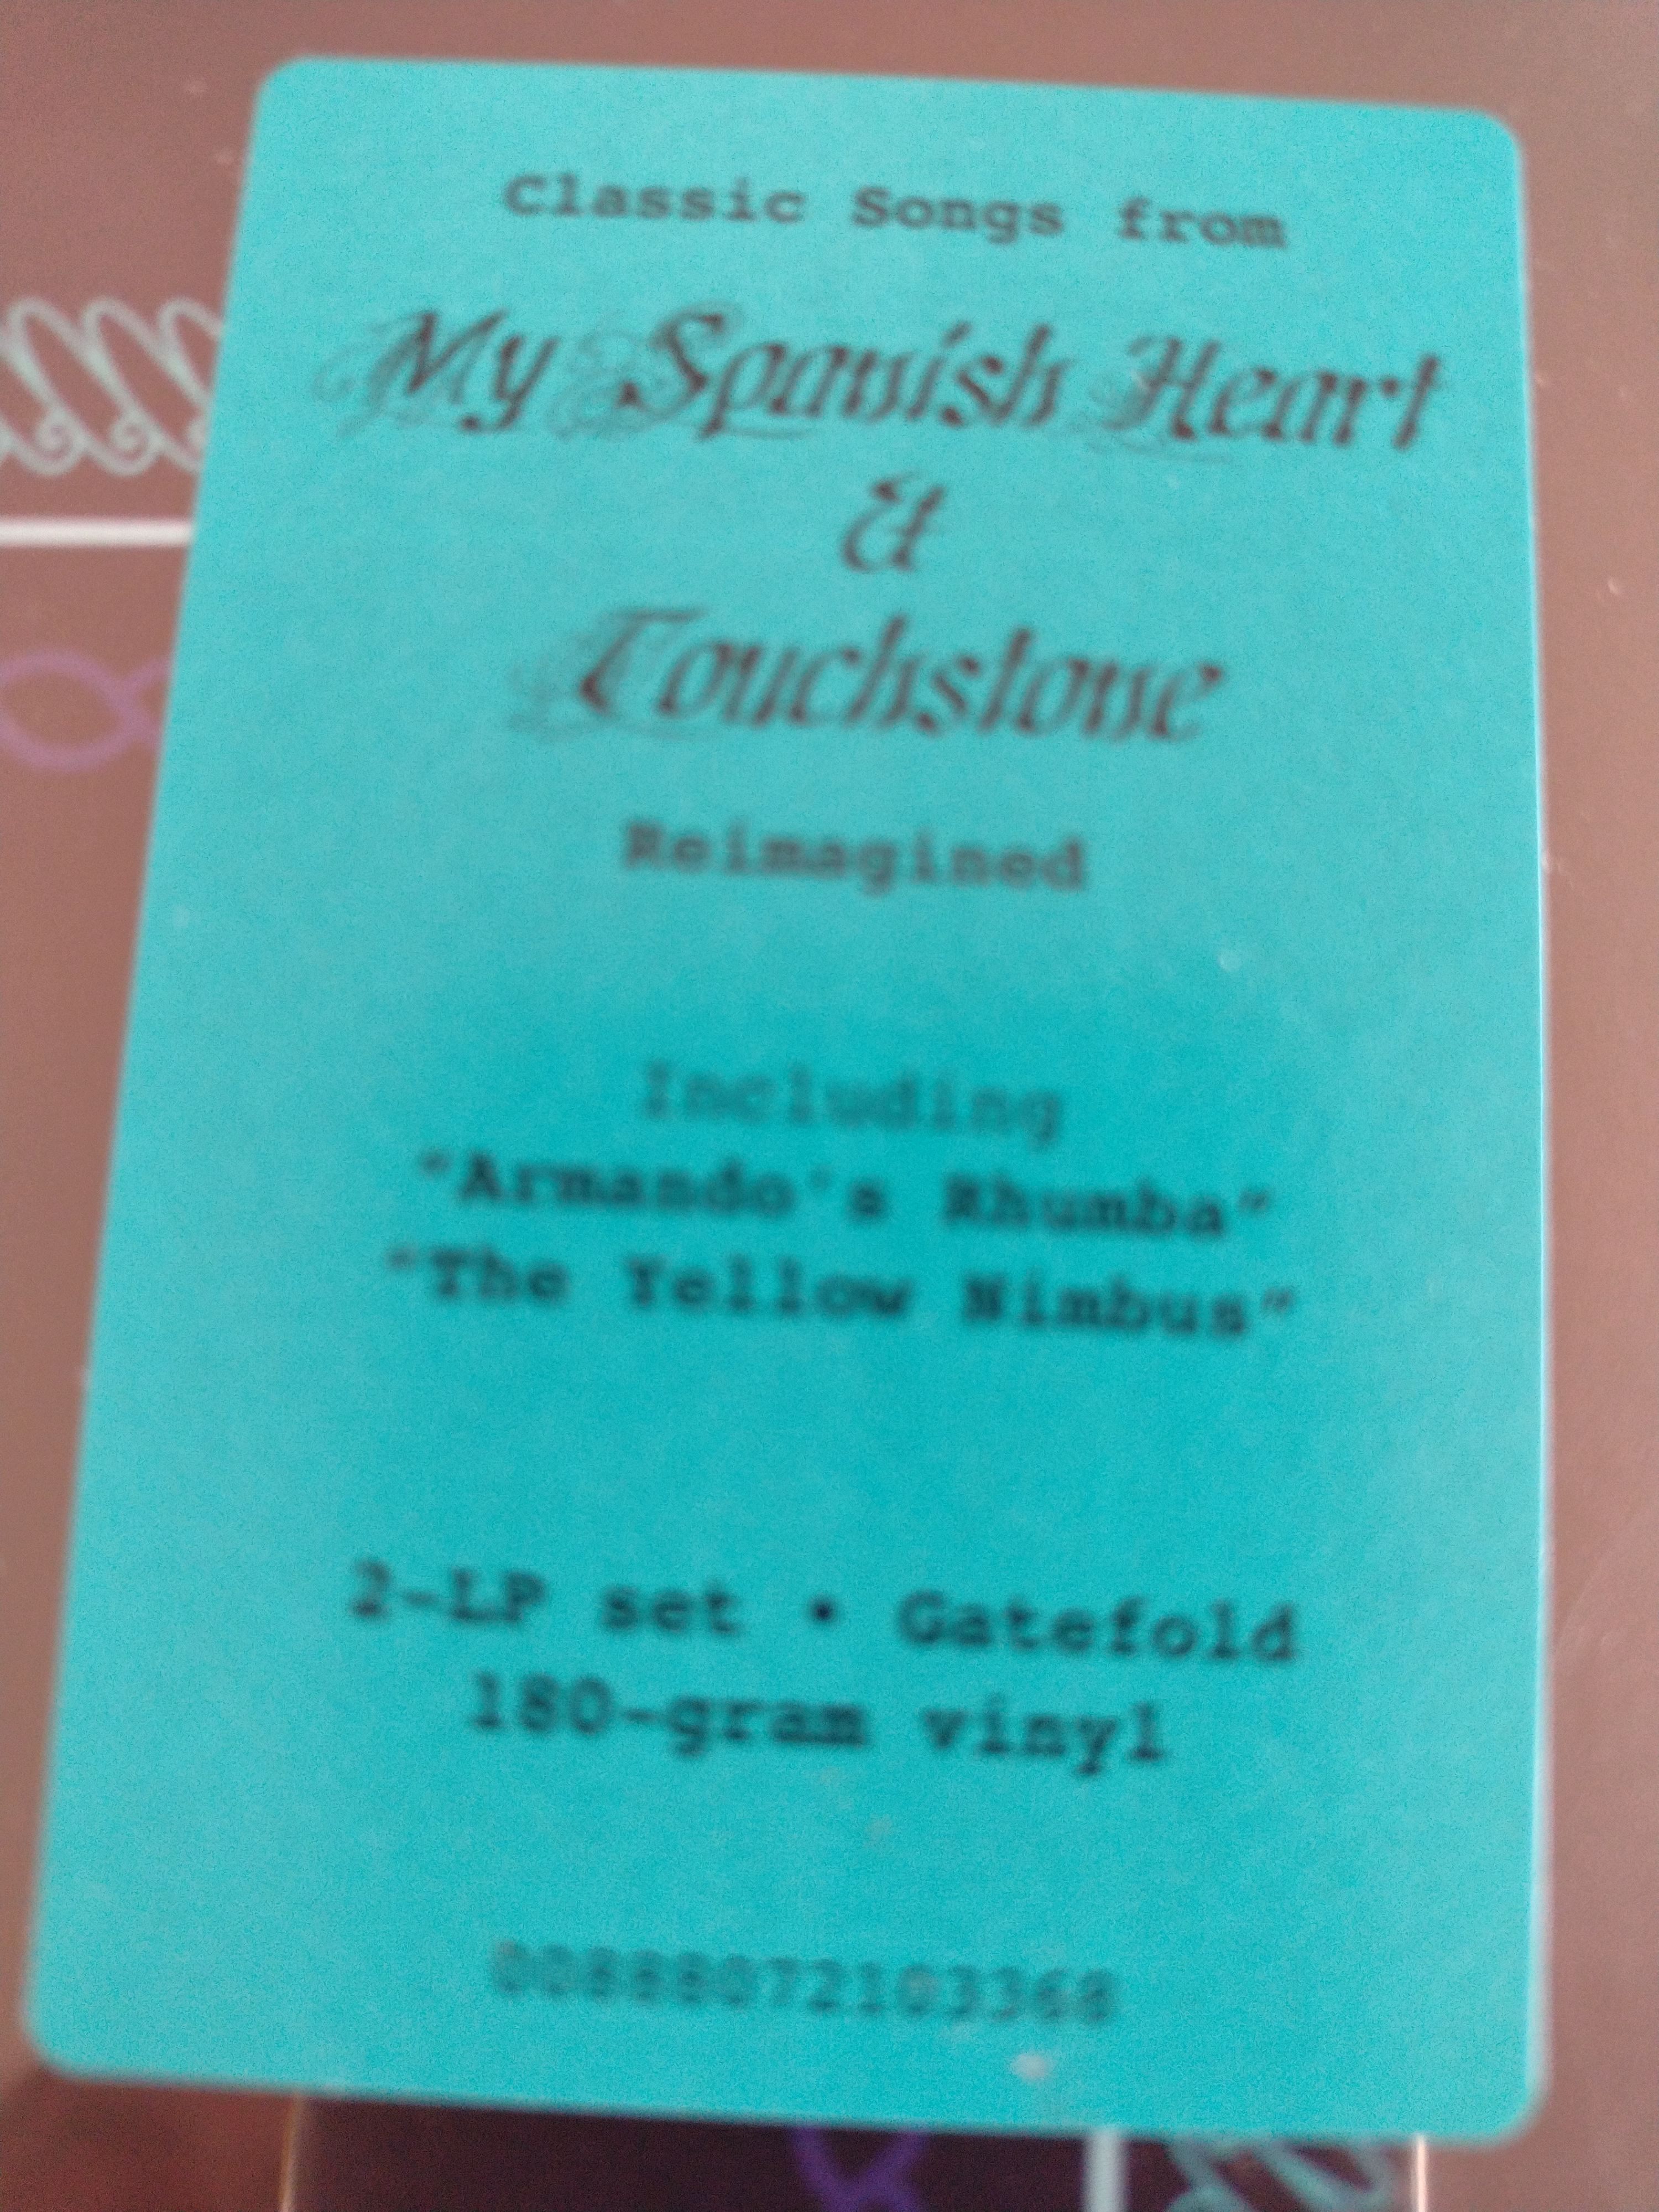 Classic Songs from
My Spanish Heart
&
Touchstone
Reimagined
Including
"Armando's Rhumba"
"The Yellow Nimbus"
2-LP set • Gatefold
180-gram vinyl
00888072103368